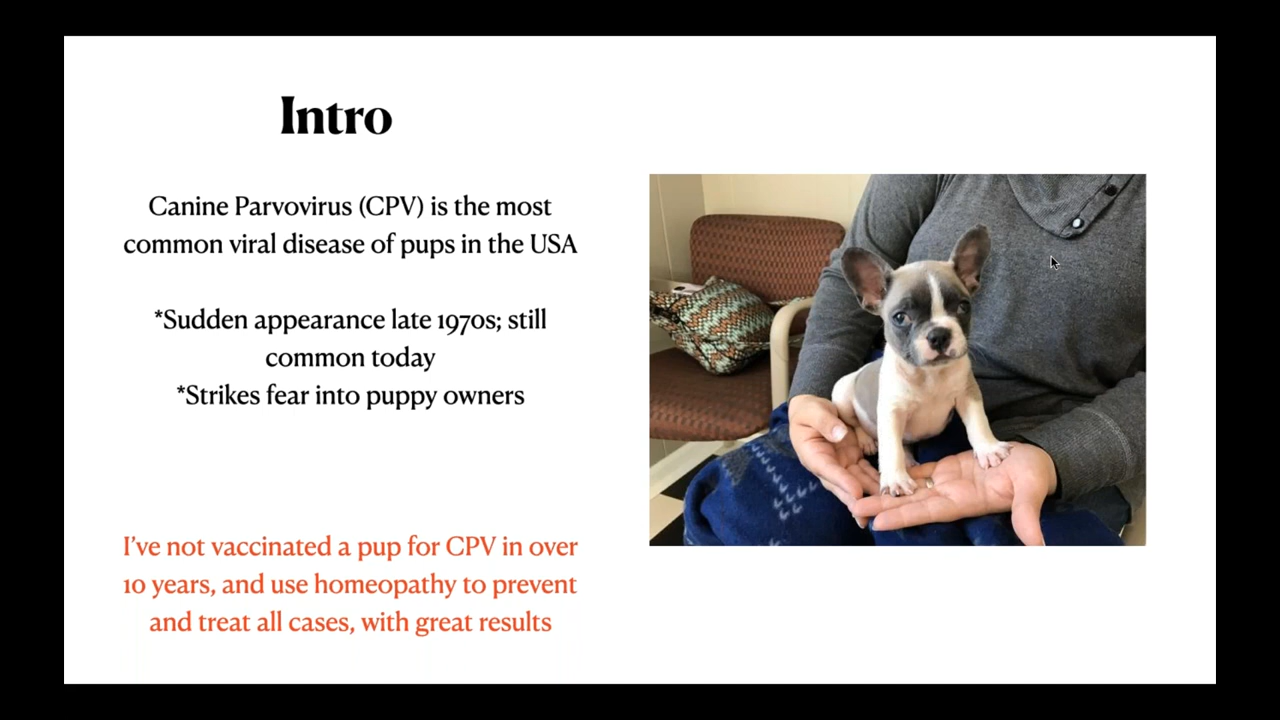 Intro
Canine Parvovirus (CPV) is the most
common viral disease of pups in the USA
*Sudden appearance late 1970s; still
common today
*Strikes fear into puppy owners
I've not vaccinated a pup for CPV in over
10 years, and use homeopathy to prevent
and treat all cases, with great results